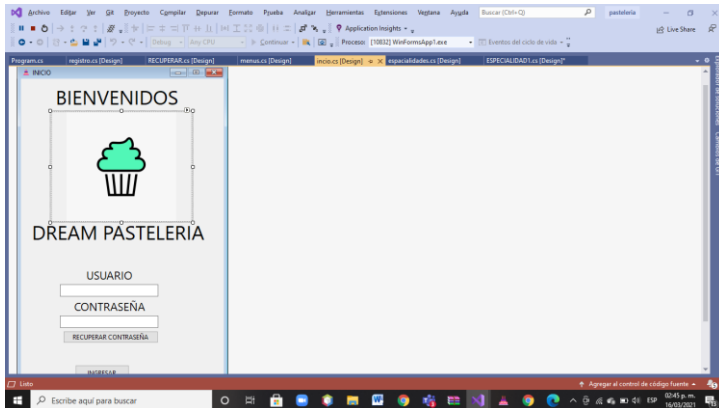 Archivo Editar Ver Git Proyecto Compilar Depurar Formato Prueba Analizar Herramientas Extensiones Ventana Ayuda Buscar (Ctrl+Q) pasteleria
Application Insights
Live Share
Debug Any CPU Continuar Proceso: [10832] WinFormsApp1.exe Eventos del ciclo de vida
Program.cs registro.cs [Design] RECUPERAR.cs [Design] menus.cs [Design] incio.cs [Design] espacialidades.cs [Design] ESPECIALIDAD1.cs [Design]*
INICIO
BIENVENIDOS
DREAM PASTELERIA
USUARIO
CONTRASEÑA
RECUPERAR CONTRASEÑA
INGRESAR
Listo Agregar al control de código fuente
Escribe aquí para buscar ESP 02:45 p. m.
16/03/2021